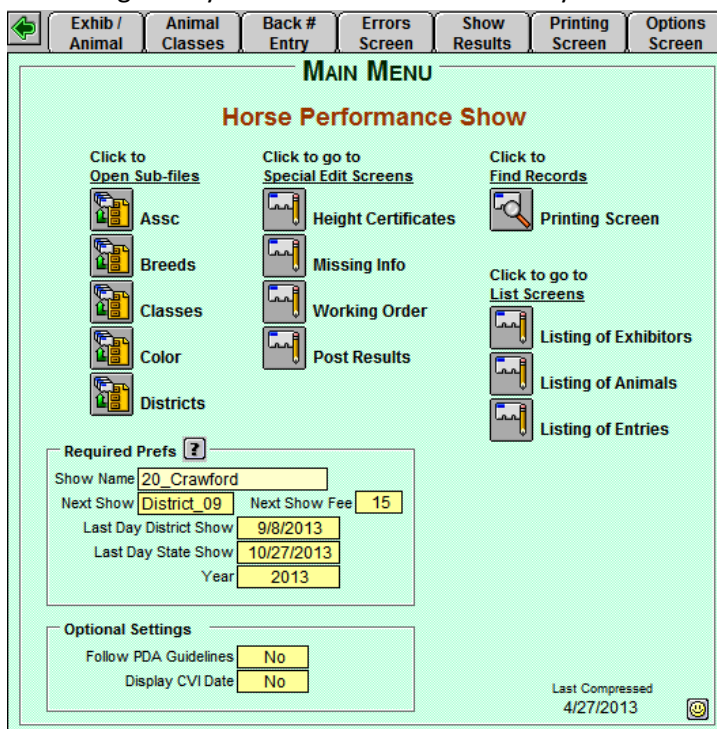 Exhib / Animal Back # Errors Show Printing Options
Animal Classes Entry Screen Results Screen Screen
MAIN MENU
Horse Performance Show
Click to Click to go to Click to
Open Sub-files Special Edit Screens Find Records
Assc Height Certificates Printing Screen
Breeds Missing Info
Click to go to
List Screens
Classes Working Order
Listing of Exhibitors
Color Post Results
Listing of Animals
Districts
Listing of Entries
Required Prefs ?
Show Name 20_Crawford
Next Show District_09 Next Show Fee 15
Last Day District Show 9/8/2013
Last Day State Show 10/27/2013
Year 2013
Optional Settings
Follow PDA Guidelines No
Display CVI Date No
Last Compressed
4/27/2013